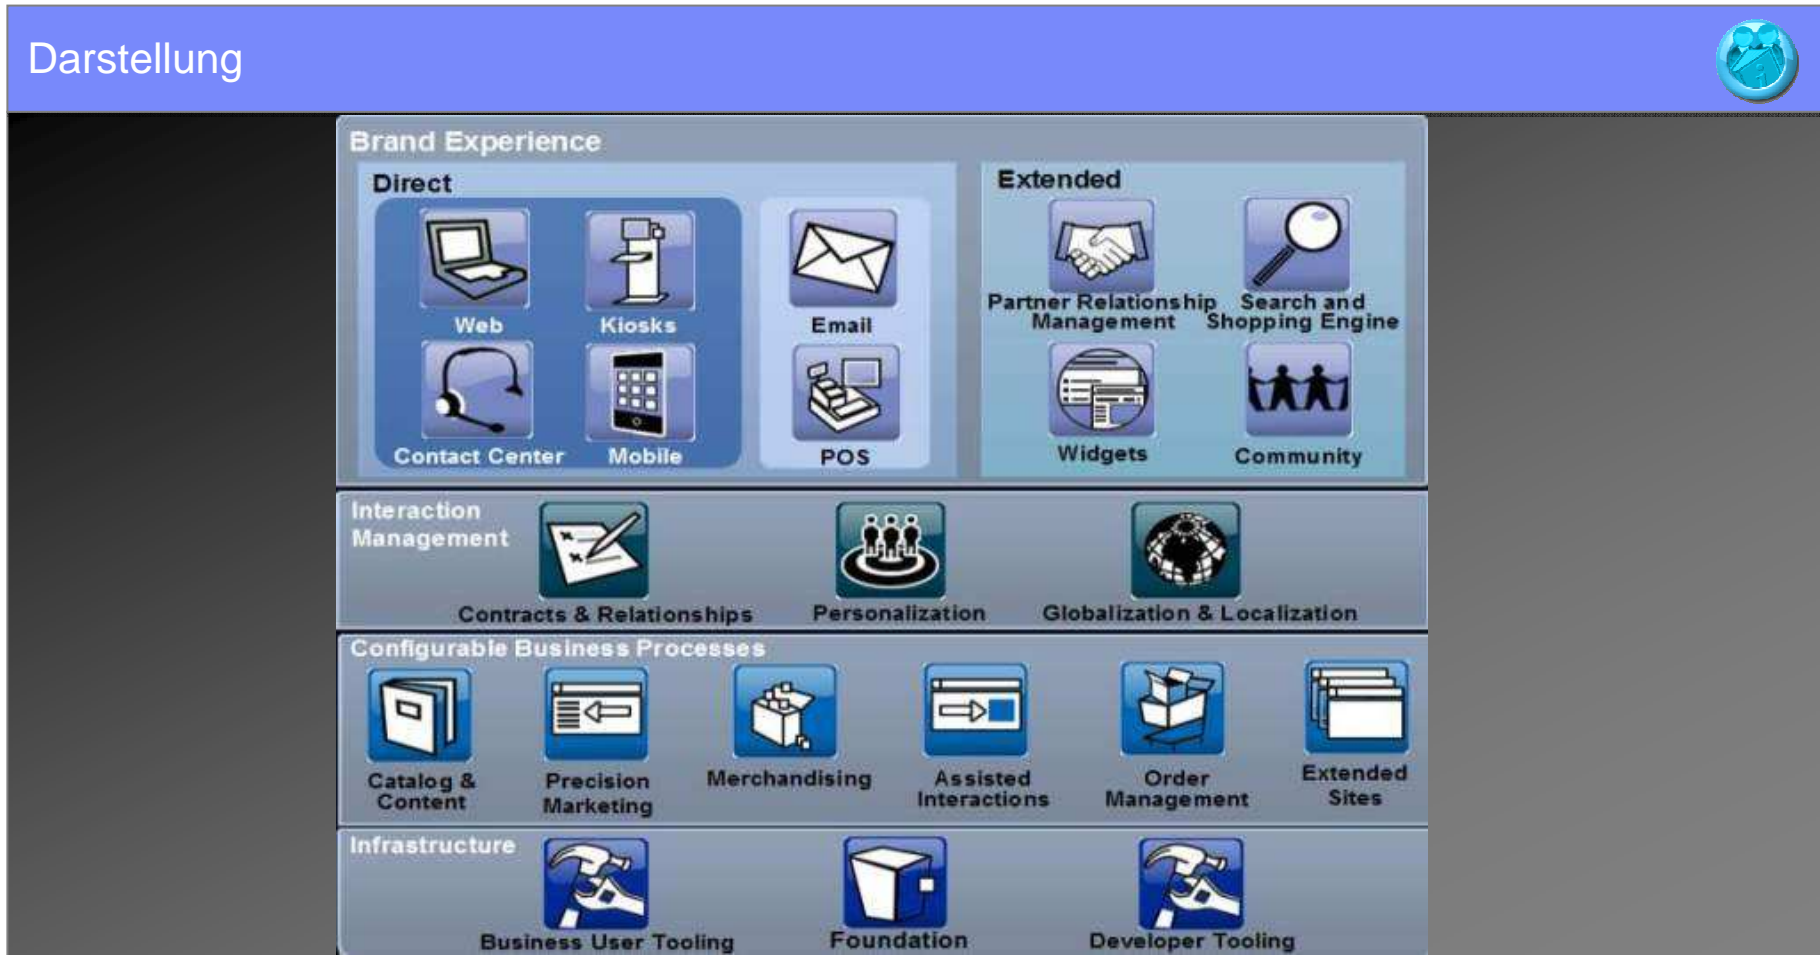 Darstellung
Brand Experience
Direct
Web
Kiosks
Contact Center
Mobile
Email
POS
Extended
Partner Relationship
Management
Search and
Shopping Engine
Widgets
Community
Interaction
Management
Contracts & Relationships
Personalization
Globalization & Localization
Configurable Business Processes
Catalog &
Content
Precision
Marketing
Merchandising
Assisted
Interactions
Order
Management
Extended
Sites
Infrastructure
Business User Tooling
Foundation
Developer Tooling